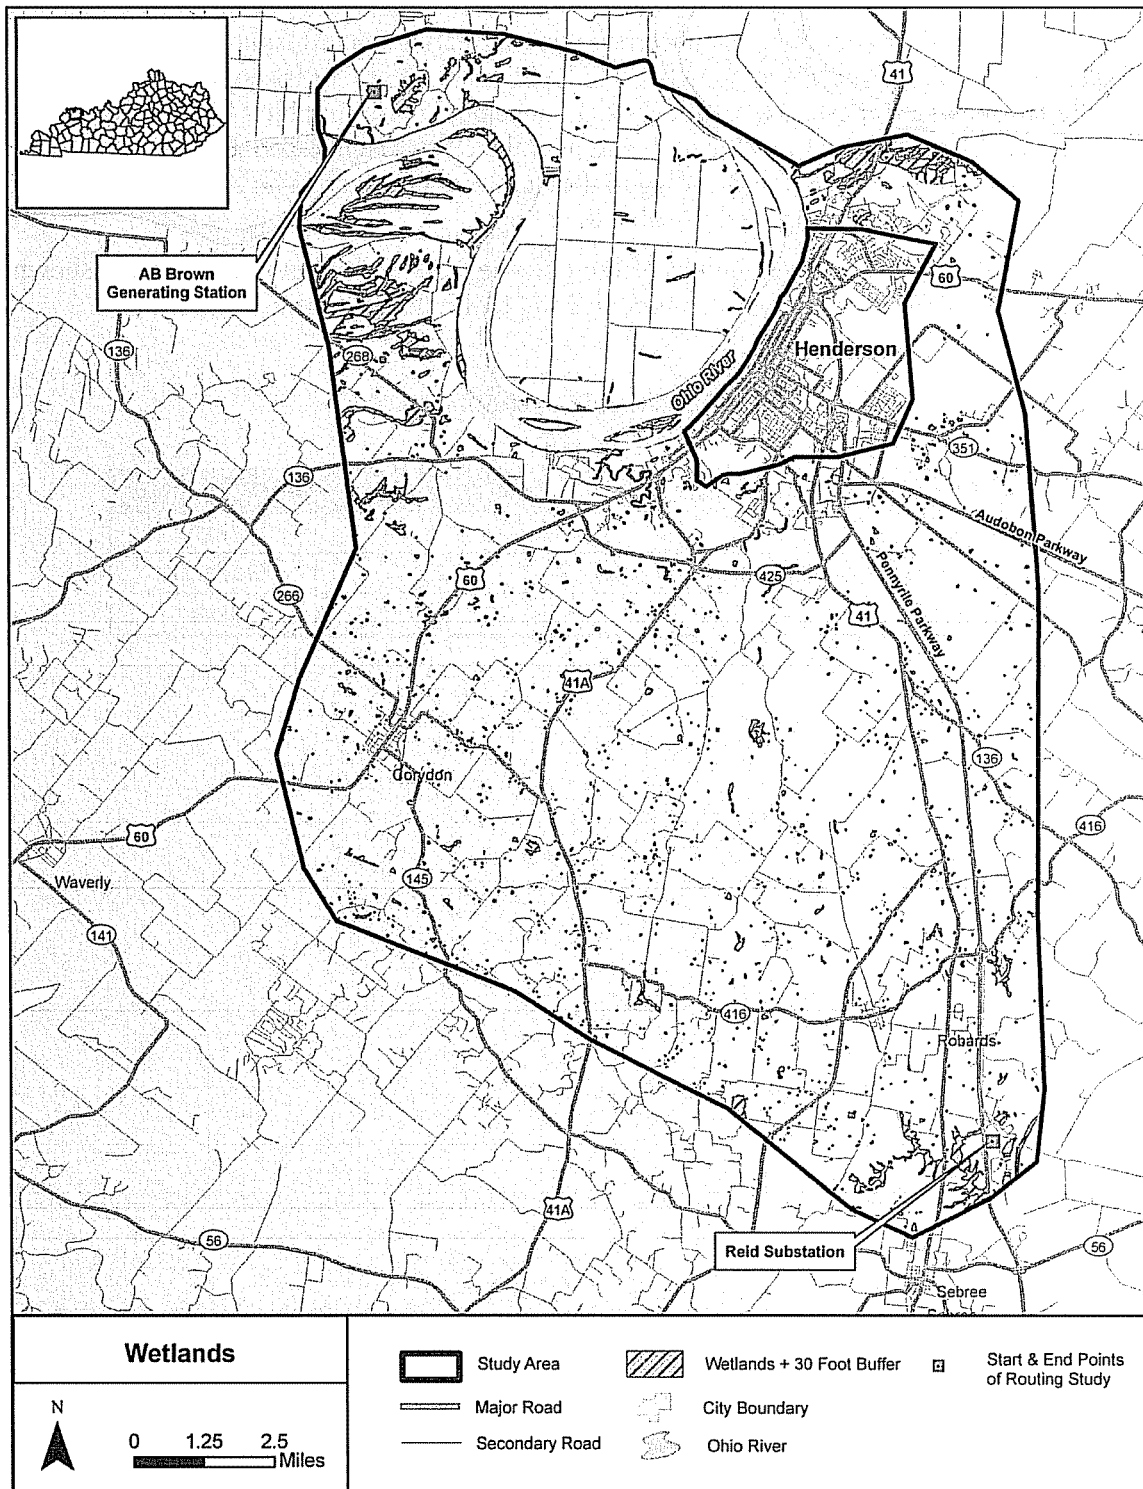 41
AB Brown
Generating Station
60
136
268
Henderson
Ohio River
351
136
Audobon Parkway
60
425
266
Pennyrile Parkway
41
41A
136
Corydon
416
60
Waverly
145
141
416
Robards
41A
56
Reid Substation
56
Sebree
Wetlands
N
0 1.25 2.5
Miles
Study Area
Major Road
Secondary Road
Wetlands + 30 Foot Buffer
City Boundary
Ohio River
Start & End Points
of Routing Study